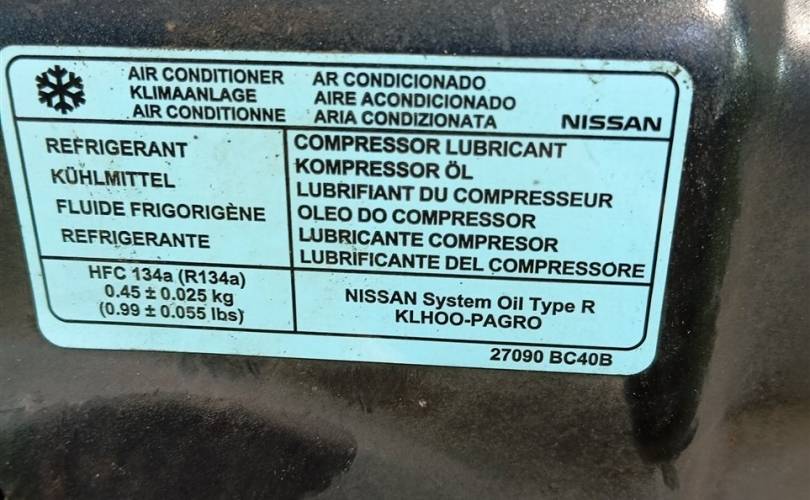 AIR CONDITIONER AR CONDICIONADO
KLIMAANLAGE AIRE ACONDICIONADO
AIR CONDITIONNE ARIA CONDIZIONATA NISSAN
REFRIGERANT
KÜHLMITTEL
FLUIDE FRIGORIGÈNE
REFRIGERANTE
COMPRESSOR LUBRICANT
KOMPRESSOR ÖL
LUBRIFIANT DU COMPRESSEUR
OLEO DO COMPRESSOR
LUBRICANTE COMPRESOR
LUBRIFICANTE DEL COMPRESSORE
HFC 134a (R134a)
0.45 ± 0.025 kg
(0.99 ± 0.055 lbs)
NISSAN System Oil Type R
KLHOO-PAGRO
27090 BC40B